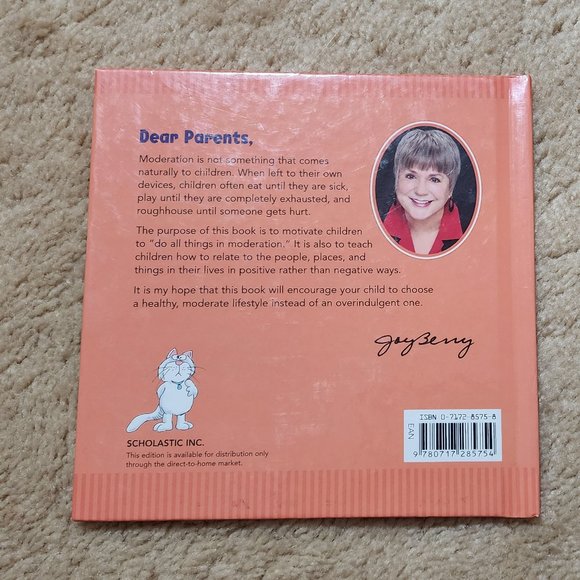 Dear Parents,
Moderation is not something that comes
naturally to children. When left to their own
devices, children often eat until they are sick,
play until they are completely exhausted, and
roughhouse until someone gets hurt.
The purpose of this book is to motivate children
to “do all things in moderation.” It is also to teach
children how to relate to the people, places, and
things in their lives in positive rather than negative ways.
It is my hope that this book will encourage your child to choose
a healthy, moderate lifestyle instead of an overindulgent one.
Joy Berry
SCHOLASTIC INC.
This edition is available for distribution only
through the direct-to-home market.
ISBN 0-7172-8575-8
EAN
9 780717 285754